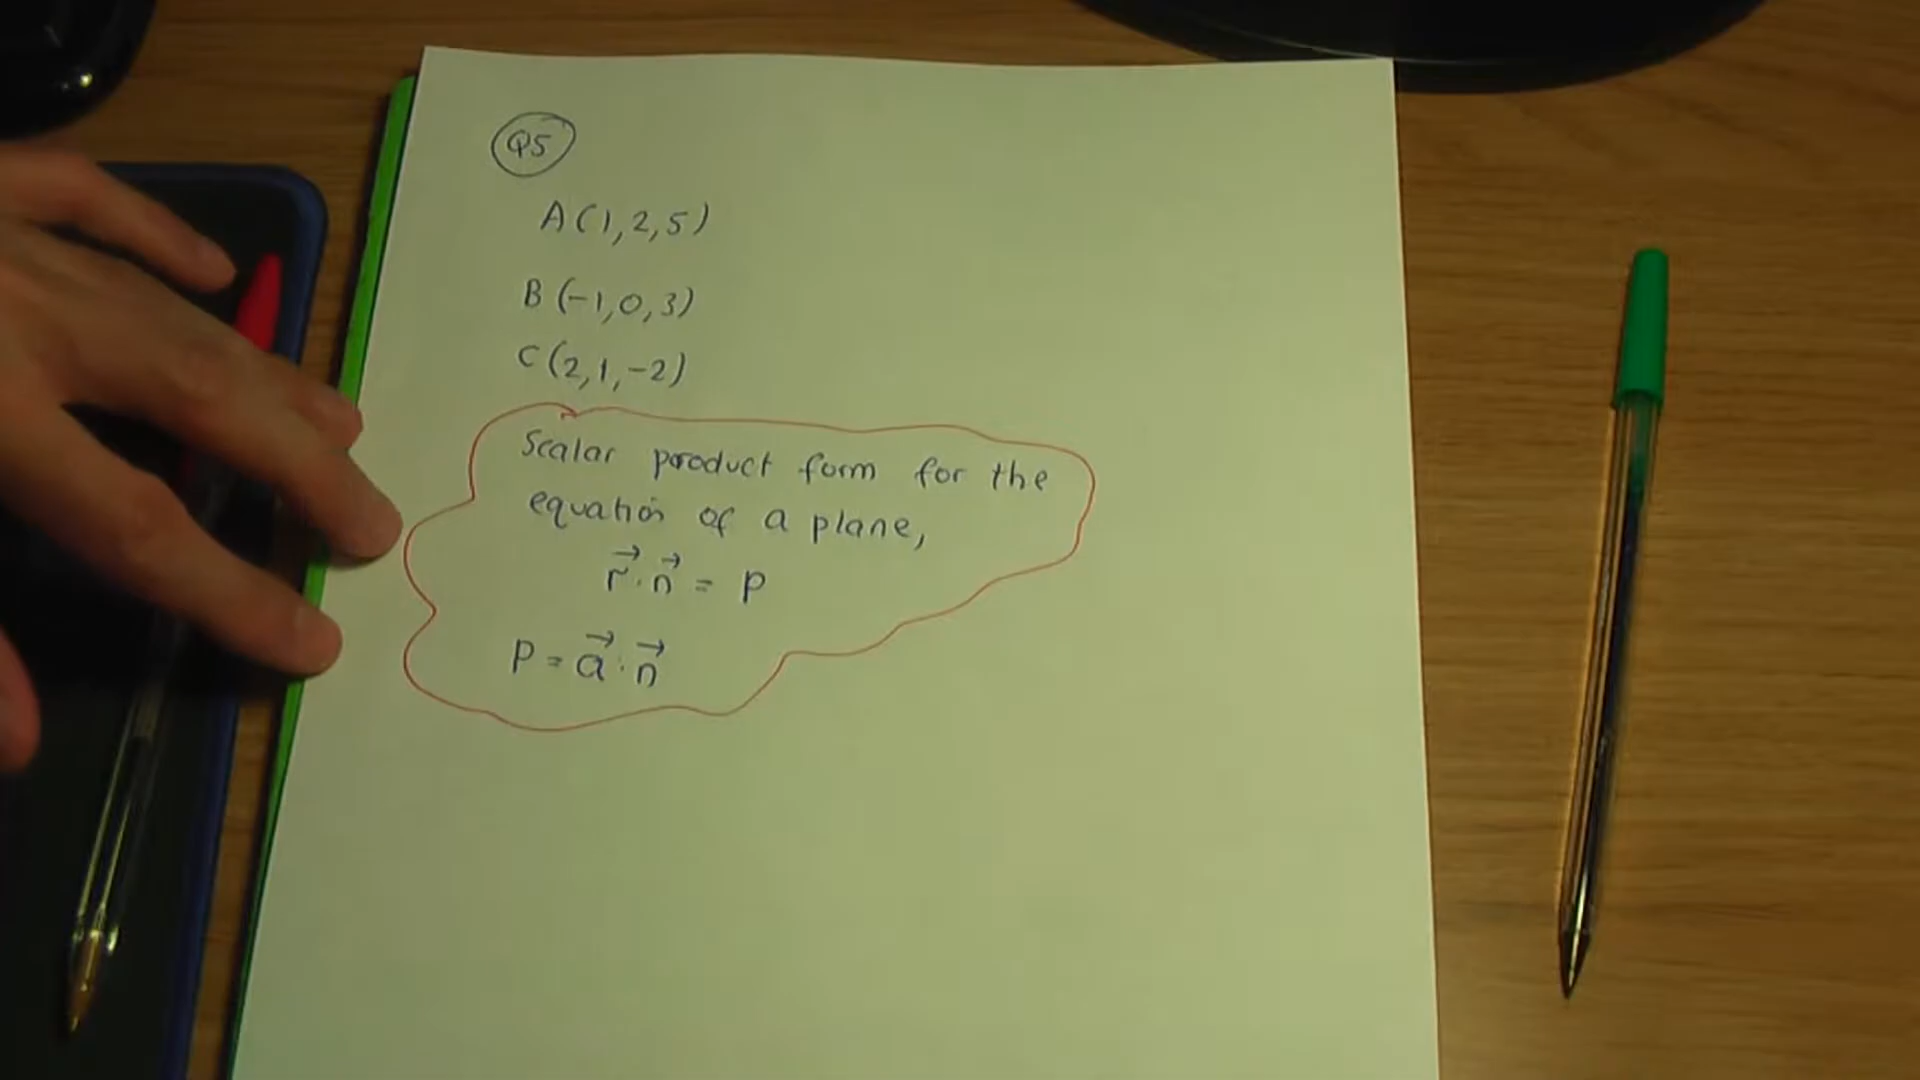 Q5
A(1,2,5)
B(-1,0,3)
C(2,1,-2)
Scalar product form for the
equation of a plane,
r⃗.n⃗ = p
p = a⃗.n⃗